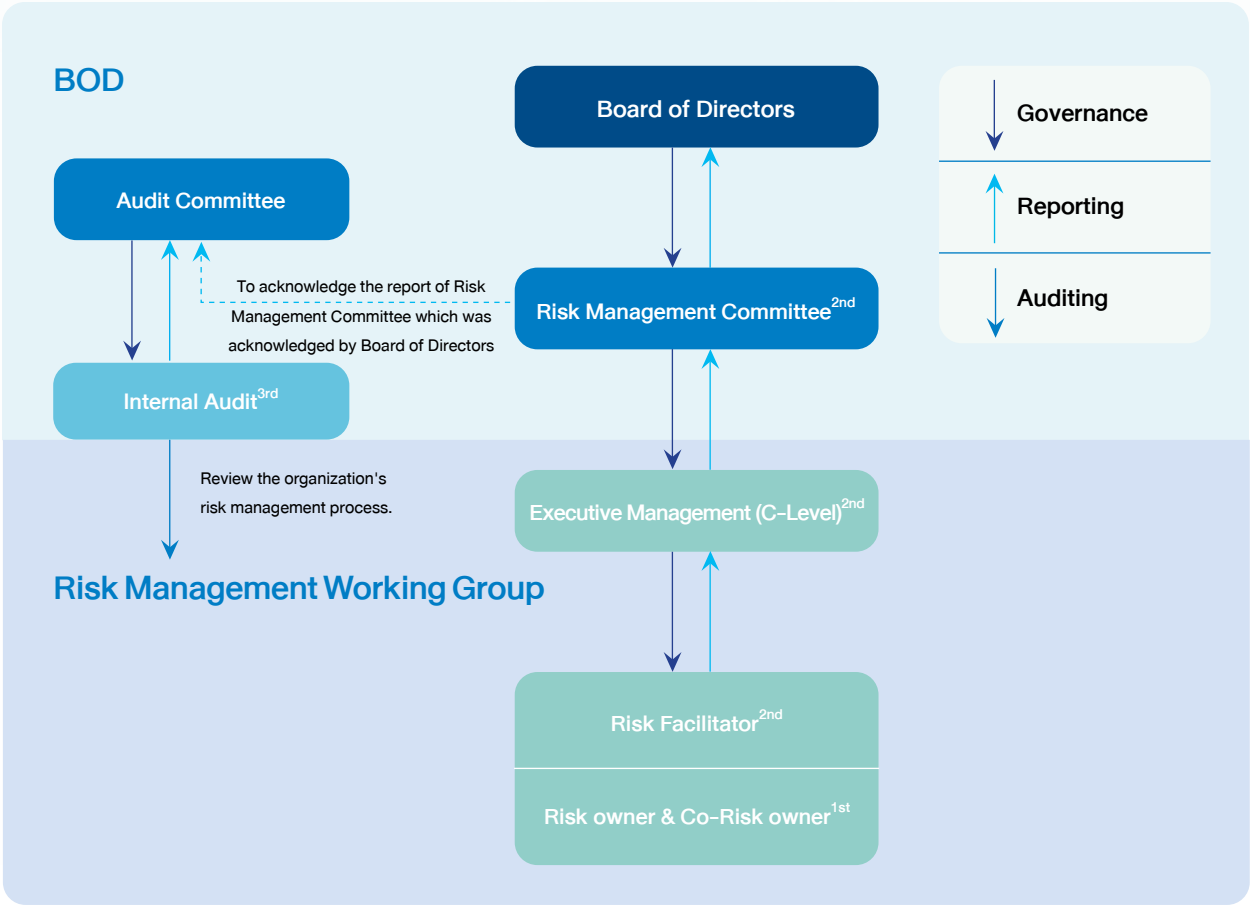 BOD
Board of Directors
Governance
Reporting
Auditing
Audit Committee
To acknowledge the report of Risk
Management Committee which was
acknowledged by Board of Directors
Risk Management Committee2nd
Internal Audit3rd
Review the organization's
risk management process.
Executive Management (C-Level)2nd
Risk Management Working Group
Risk Facilitator2nd
Risk owner & Co-Risk owner1st